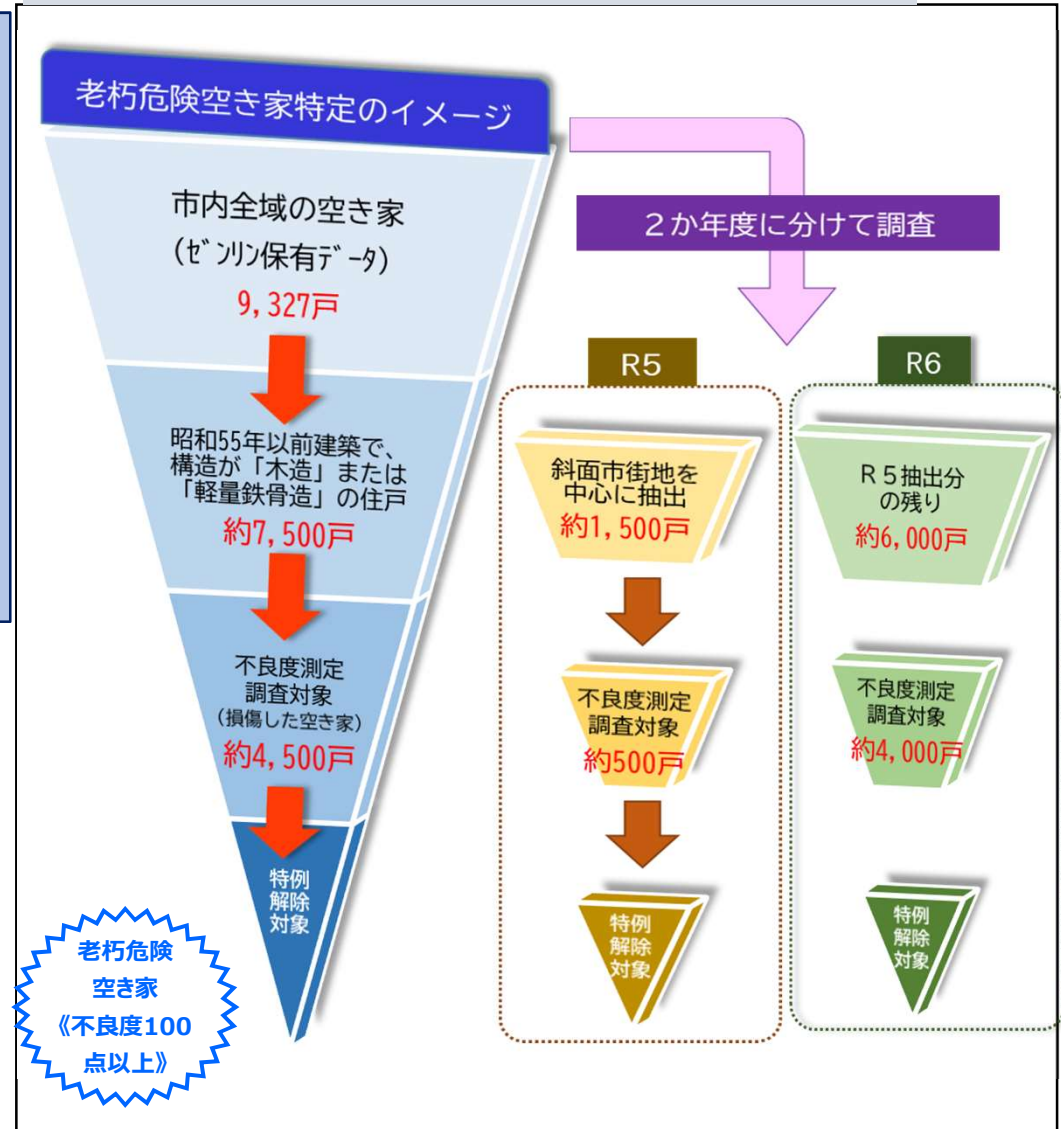 老朽危険空き家特定のイメージ
市内全域の空き家
(ｾﾞﾝﾘﾝ保有ﾃﾞｰﾀ)
9,327戸
昭和55年以前建築で、
構造が「木造」または
「軽量鉄骨造」の住戸
約7,500戸
不良度測定
調査対象
（損傷した空き家）
約4,500戸
特例
解除
対象
老朽危険
空き家
《不良度100
点以上》
２か年度に分けて調査
R5
斜面市街地を
中心に抽出
約1,500戸
不良度測定
調査対象
約500戸
特例
解除
対象
R6
Ｒ５抽出分
の残り
約6,000戸
不良度測定
調査対象
約4,000戸
特例
解除
対象